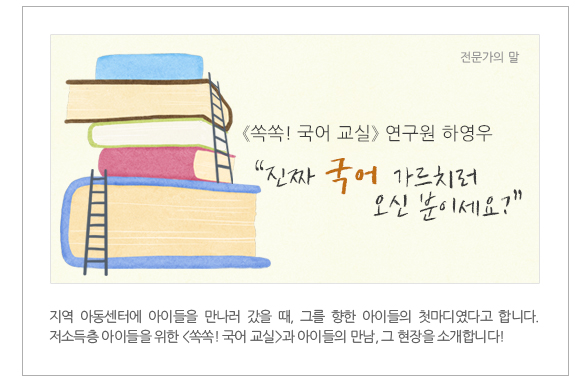 전문가의 말
《쏙쏙! 국어 교실》 연구원 하영우
“진짜 국어 가르치러
오신 분이세요?”
지역 아동센터에 아이들을 만나러 갔을 때, 그를 향한 아이들의 첫마디였다고 합니다.
저소득층 아이들을 위한 <쏙쏙! 국어 교실>과 아이들의 만남, 그 현장을 소개합니다!